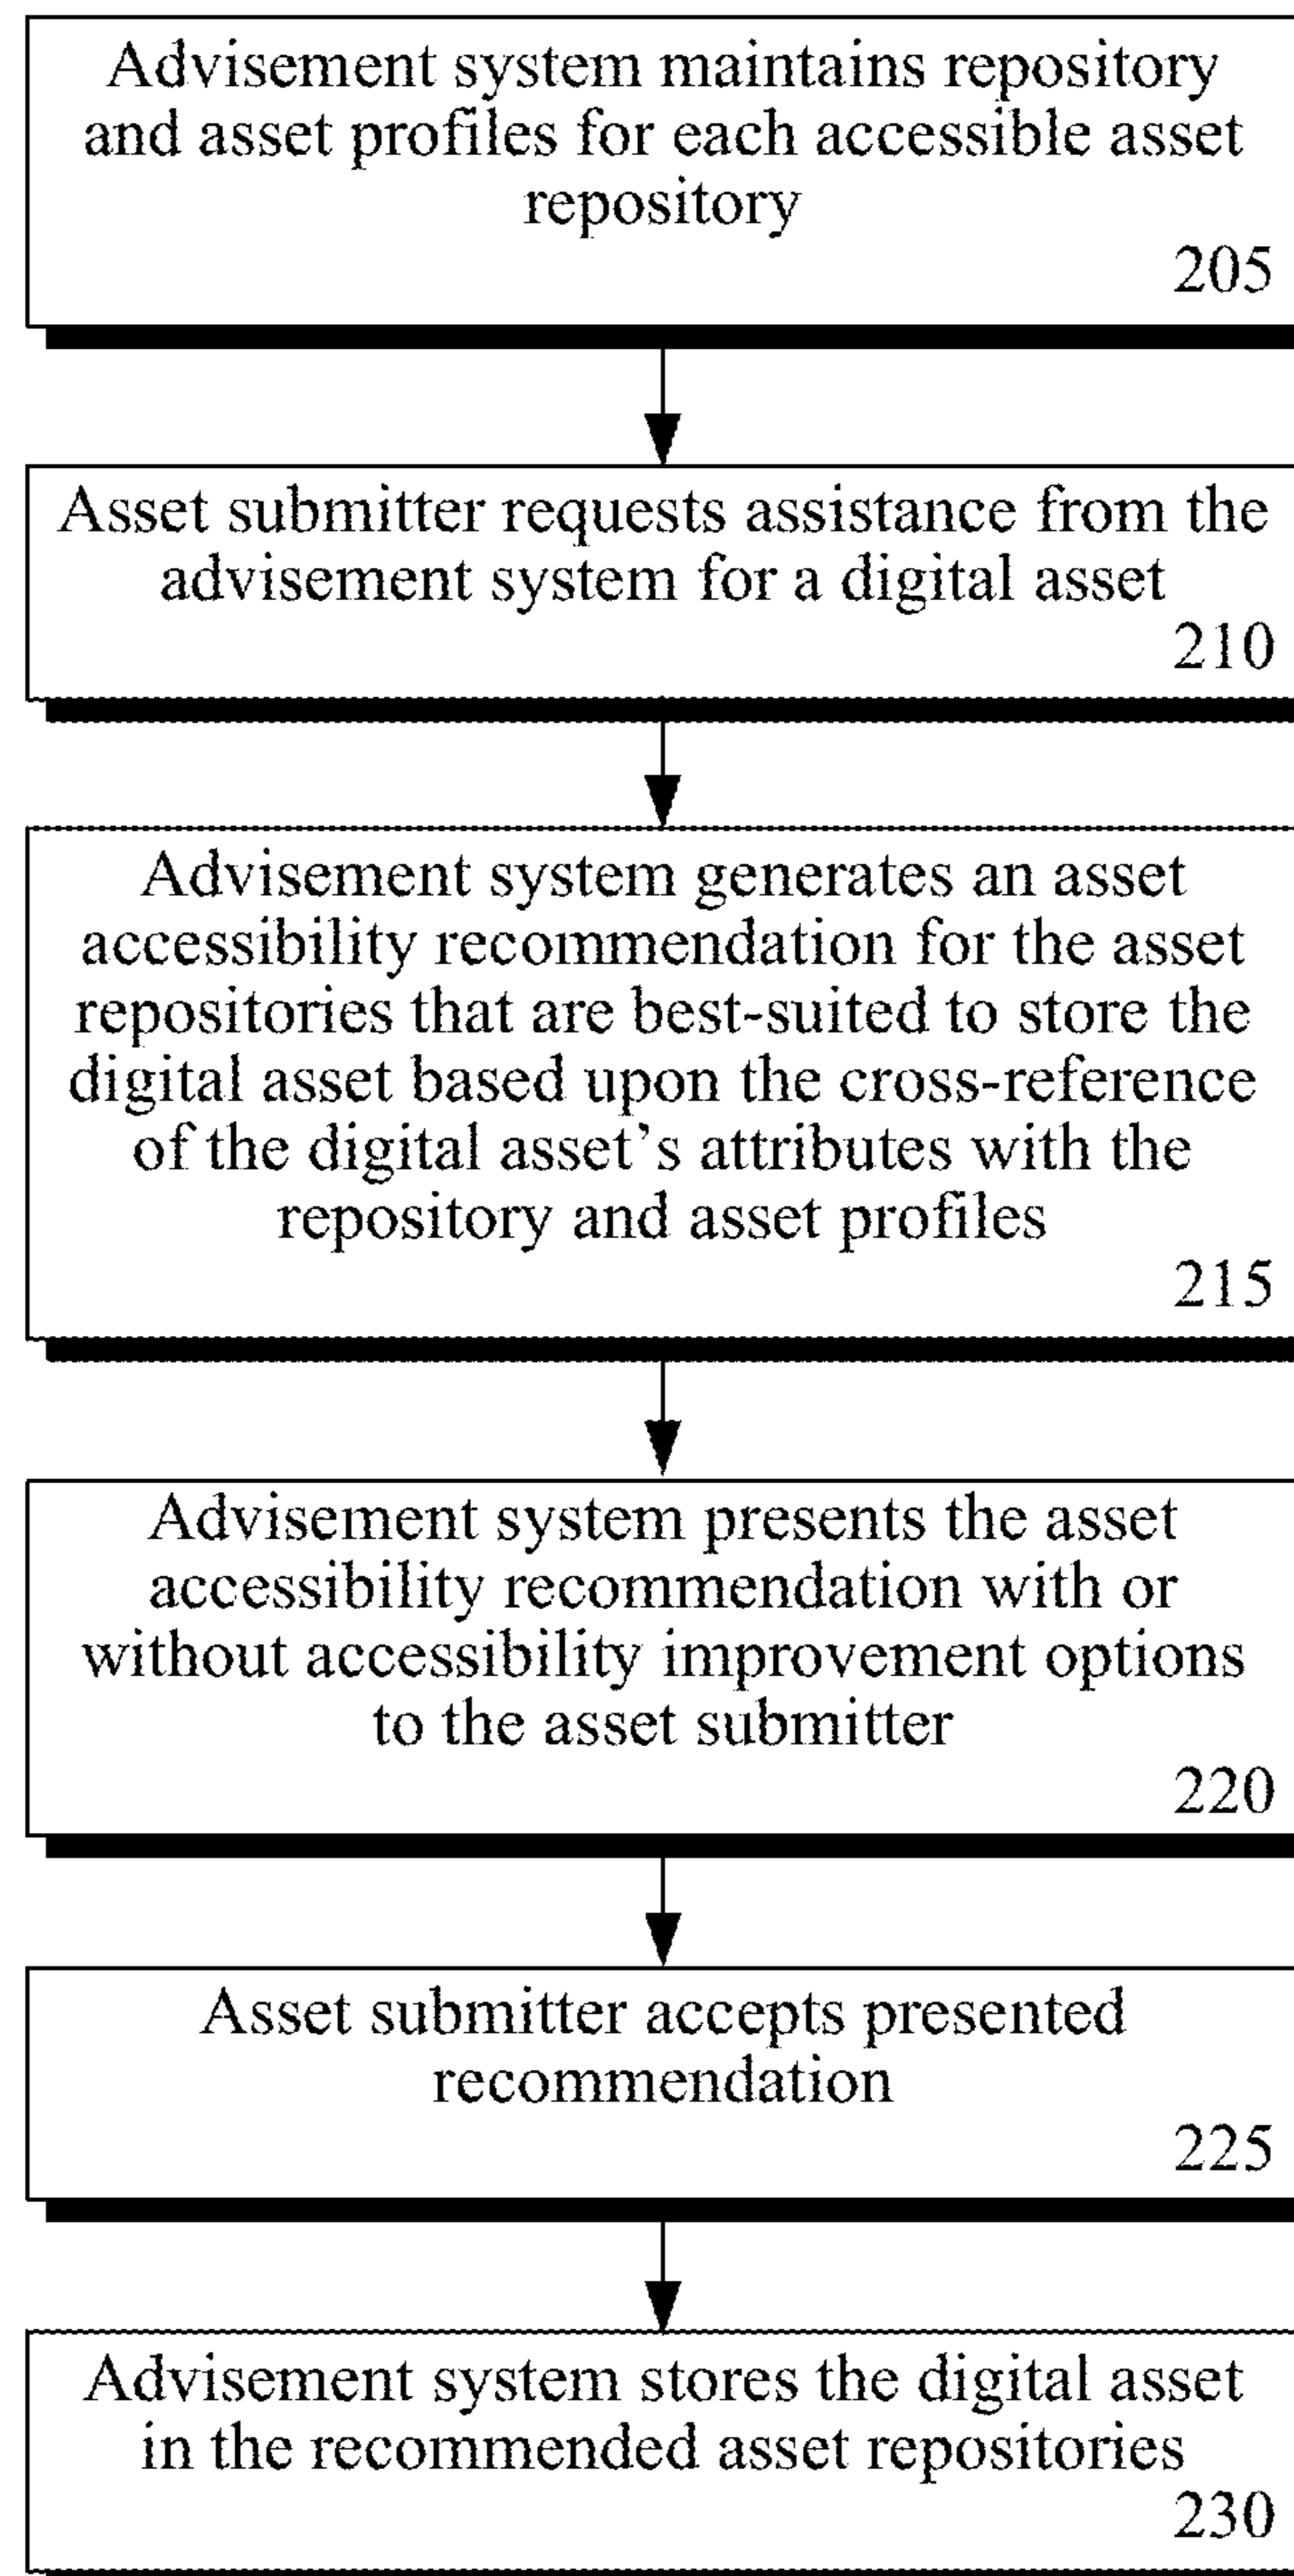 Advisement system maintains repository
and asset profiles for each accessible asset
repository
205
Asset submitter requests assistance from the
advisement system for a digital asset
210
Advisement system generates an asset
accessibility recommendation for the asset
repositories that are best-suited to store the
digital asset based upon the cross-reference
of the digital asset’s attributes with the
repository and asset profiles
215
Advisement system presents the asset
accessibility recommendation with or
without accessibility improvement options
to the asset submitter
220
Asset submitter accepts presented
recommendation
225
Advisement system stores the digital asset
in the recommended asset repositories
230